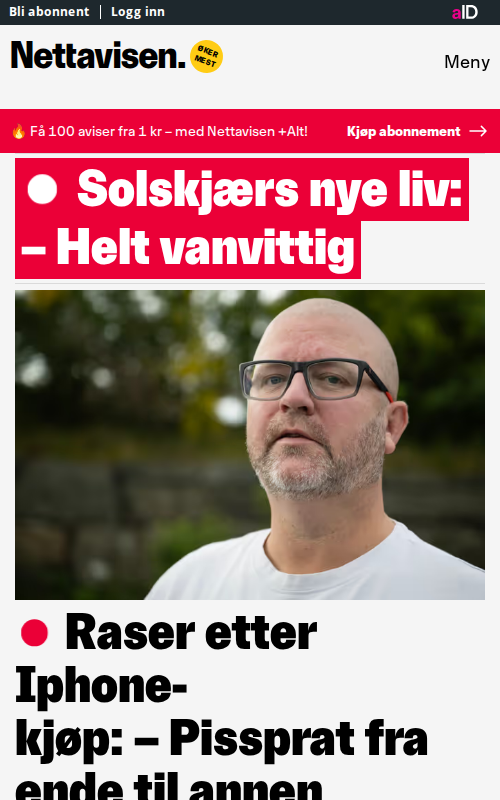 Bli abonnent | Logg inn
aID
Nettavisen.
ØKER
MEST
Meny
🔥 Få 100 aviser fra 1 kr – med Nettavisen +Alt!
Kjøp abonnement →
Solskjærs nye liv:
– Helt vanvittig
Raser etter
Iphone-
kjøp: – Pissprat fra
ende til annen